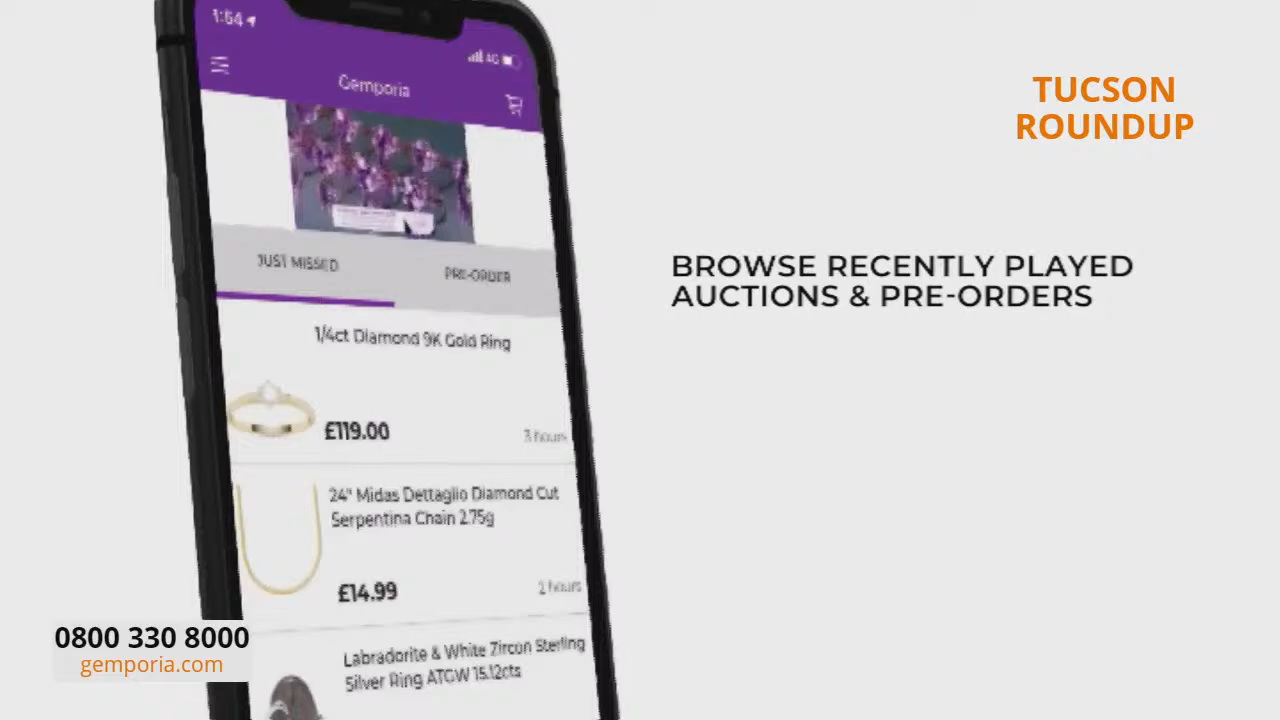 1:54
4G
Gemporia
TUCSON
ROUNDUP
JUST MISSED
PRE-ORDER
BROWSE RECENTLY PLAYED
AUCTIONS & PRE-ORDERS
1/4ct Diamond 9K Gold Ring
£119.00
3 hours
24" Midas Dettaglio Diamond Cut
Serpentina Chain 2.75g
£14.99
2 hours
Labradorite & White Zircon Sterling
Silver Ring ATGW 15.12cts
0800 330 8000
gemporia.com